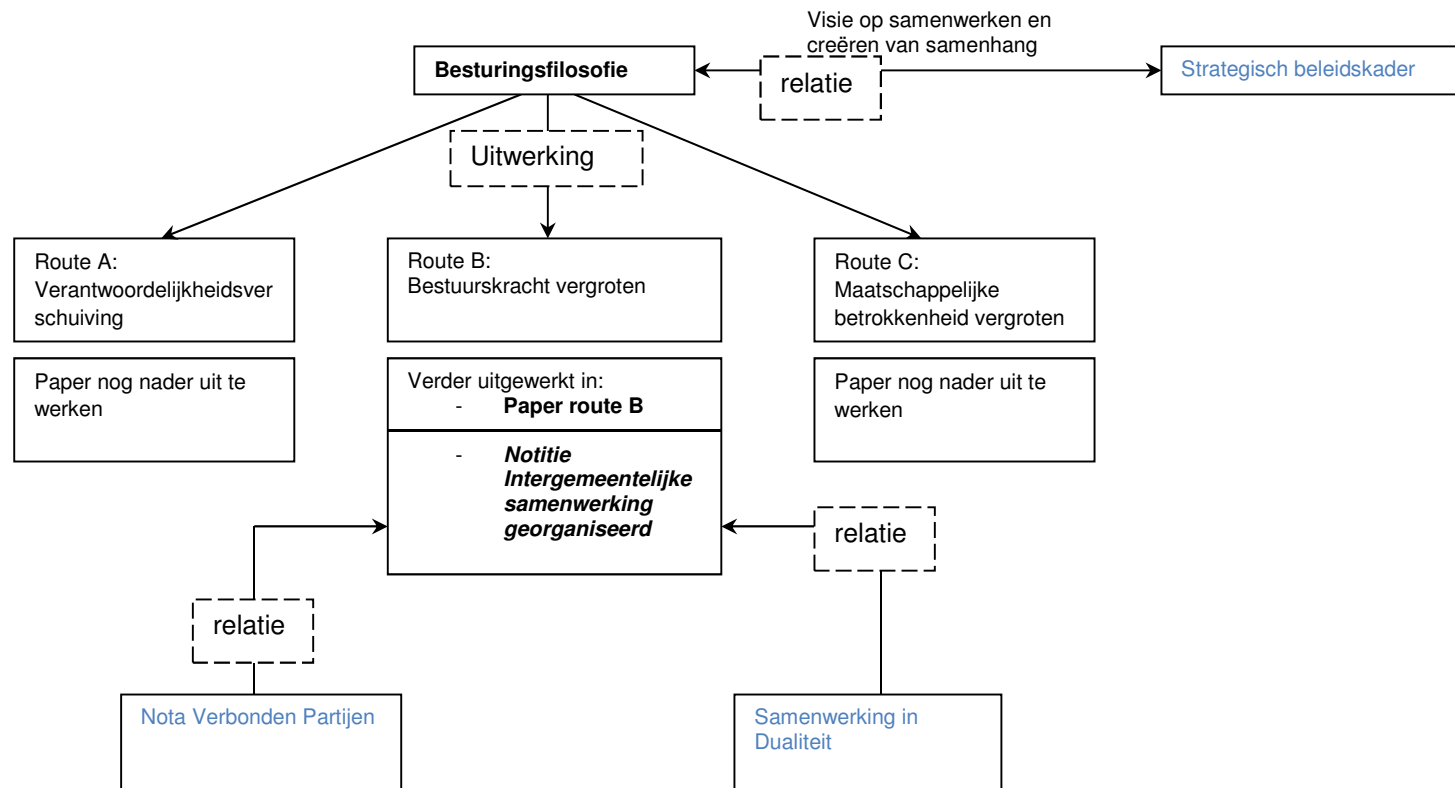 Visie op samenwerken en
creëren van samenhang
Besturingsfilosofie
relatie
Strategisch beleidskader
Uitwerking
Route A:
Verantwoordelijkheidsver
schuiving
Route B:
Bestuurskracht vergroten
Route C:
Maatschappelijke
betrokkenheid vergroten
Paper nog nader uit te
werken
Verder uitgewerkt in:
- Paper route B
- Notitie
Intergemeentelijke
samenwerking
georganiseerd
Paper nog nader uit te
werken
relatie
relatie
Nota Verbonden Partijen
Samenwerking in
Dualiteit